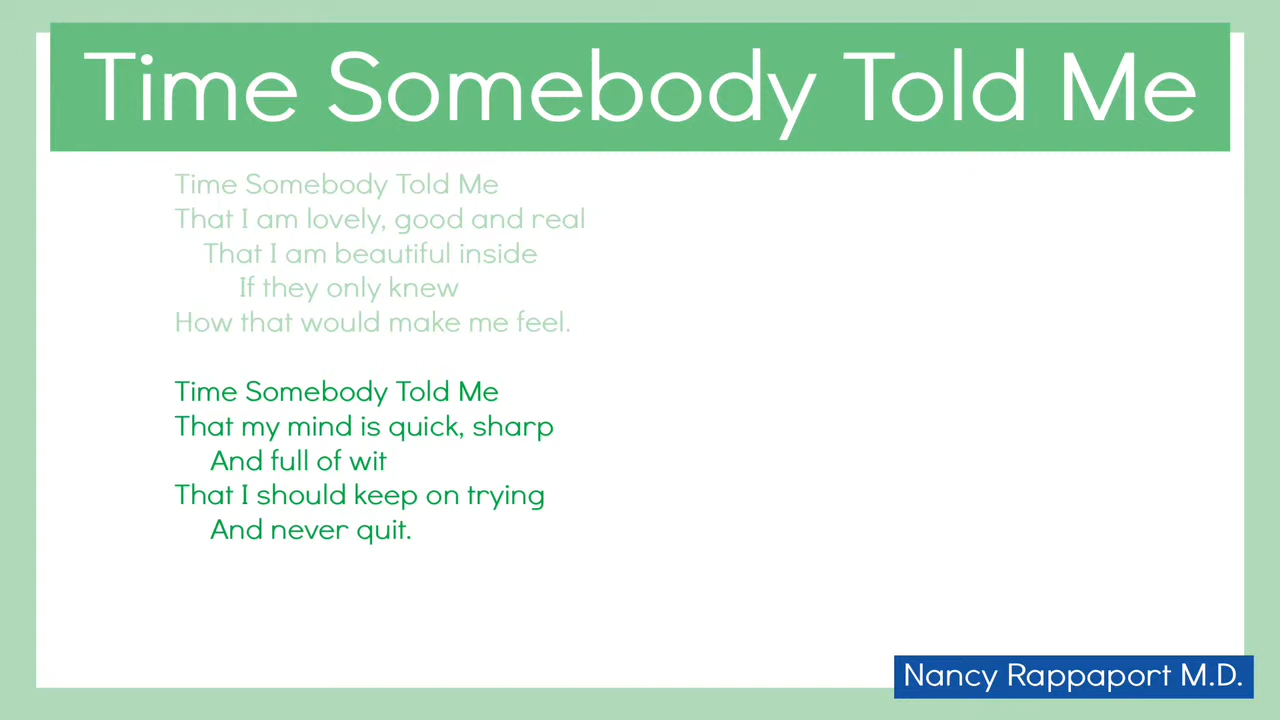 Time Somebody Told Me
Time Somebody Told Me
That I am lovely, good and real
That I am beautiful inside
If they only knew
How that would make me feel.
Time Somebody Told Me
That my mind is quick, sharp
And full of wit
That I should keep on trying
And never quit.
Nancy Rappaport M.D.